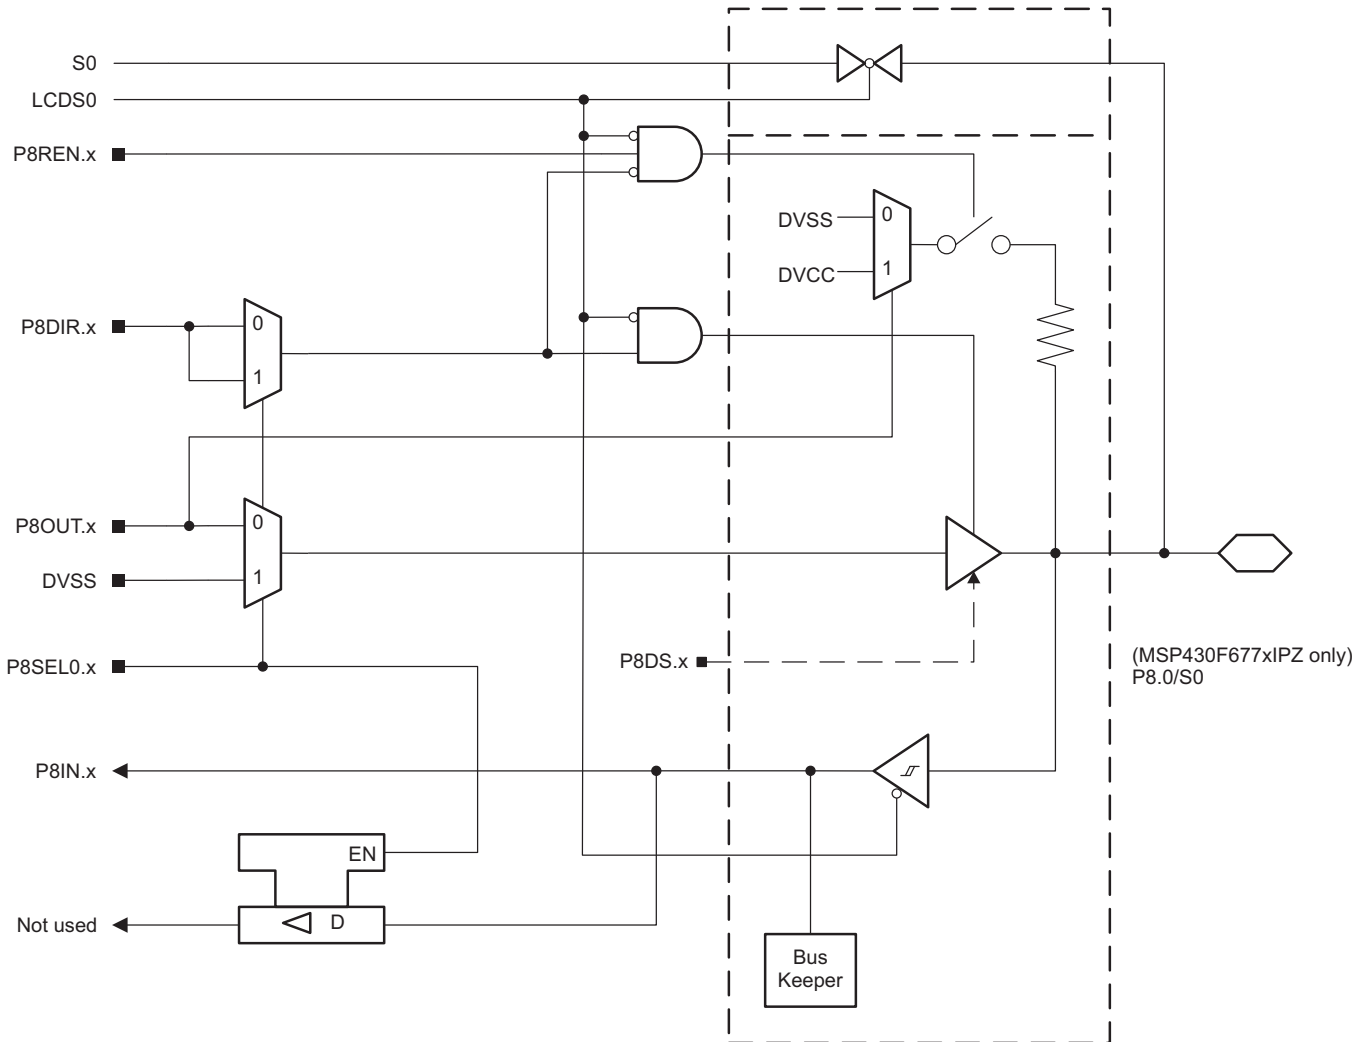 S0
LCDS0
P8REN.x
DVSS
0
DVCC
1
P8DIR.x
0
1
P8OUT.x
0
DVSS
1
P8DS.x
(MSP430F677xIPZ only)
P8.0/S0
P8SEL0.x
P8IN.x
EN
Not used
D
Bus
Keeper